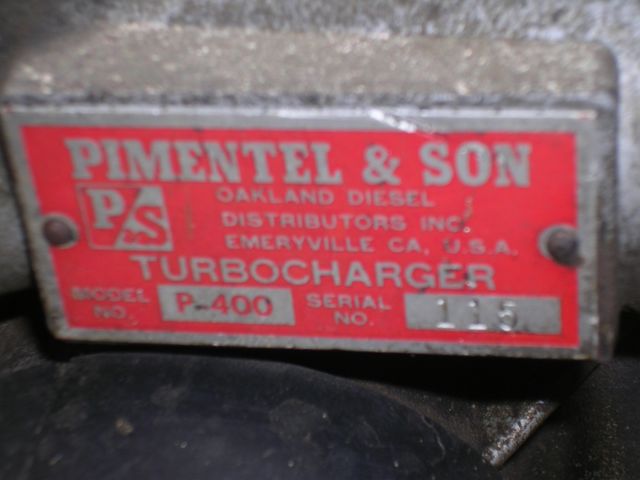 PIMENTEL & SON
P/S
OAKLAND DIESEL
DISTRIBUTORS INC.
EMERYVILLE CA, U.S.A.
TURBOCHARGER
MODEL NO. P-400 SERIAL NO. 115